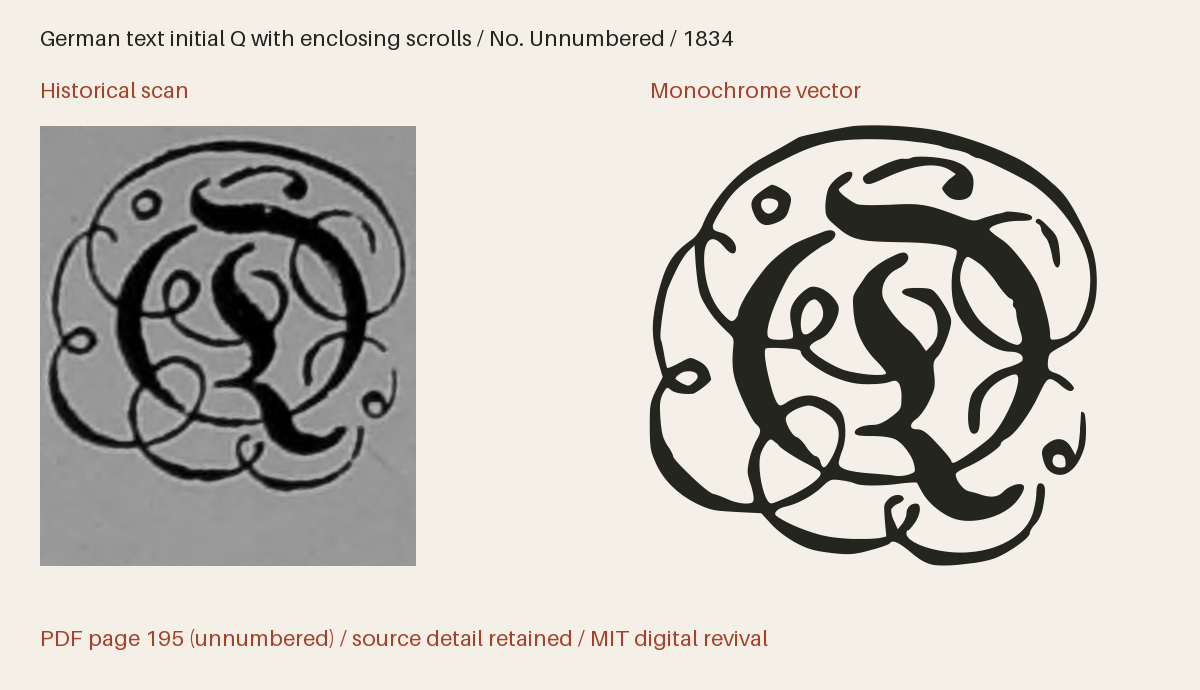 German text initial Q with enclosing scrolls / No. Unnumbered / 1834
Historical scan
Monochrome vector
Q
Q
PDF page 195 (unnumbered) / source detail retained / MIT digital revival